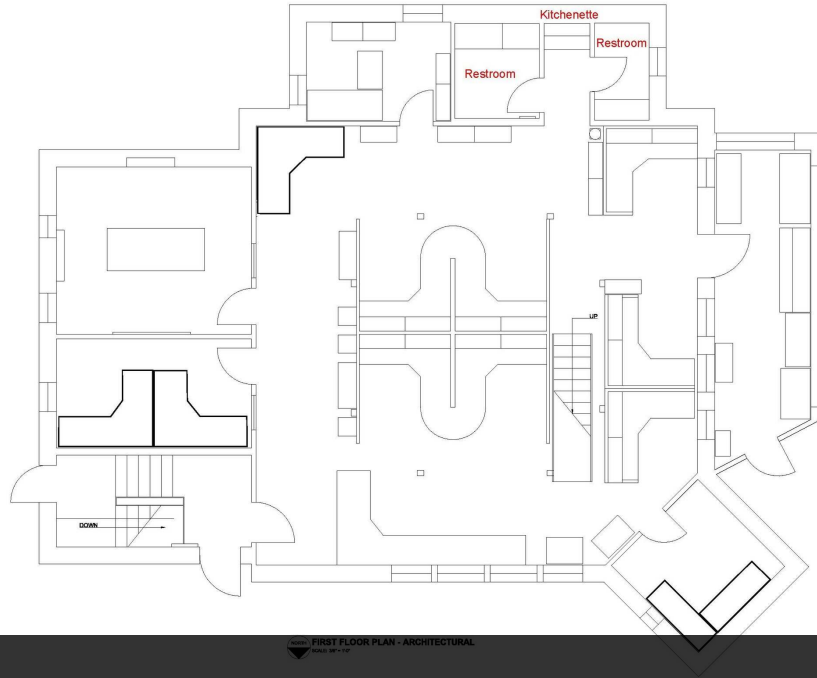 Kitchenette
Restroom
Restroom
UP
DOWN
FIRST FLOOR PLAN - ARCHITECTURAL